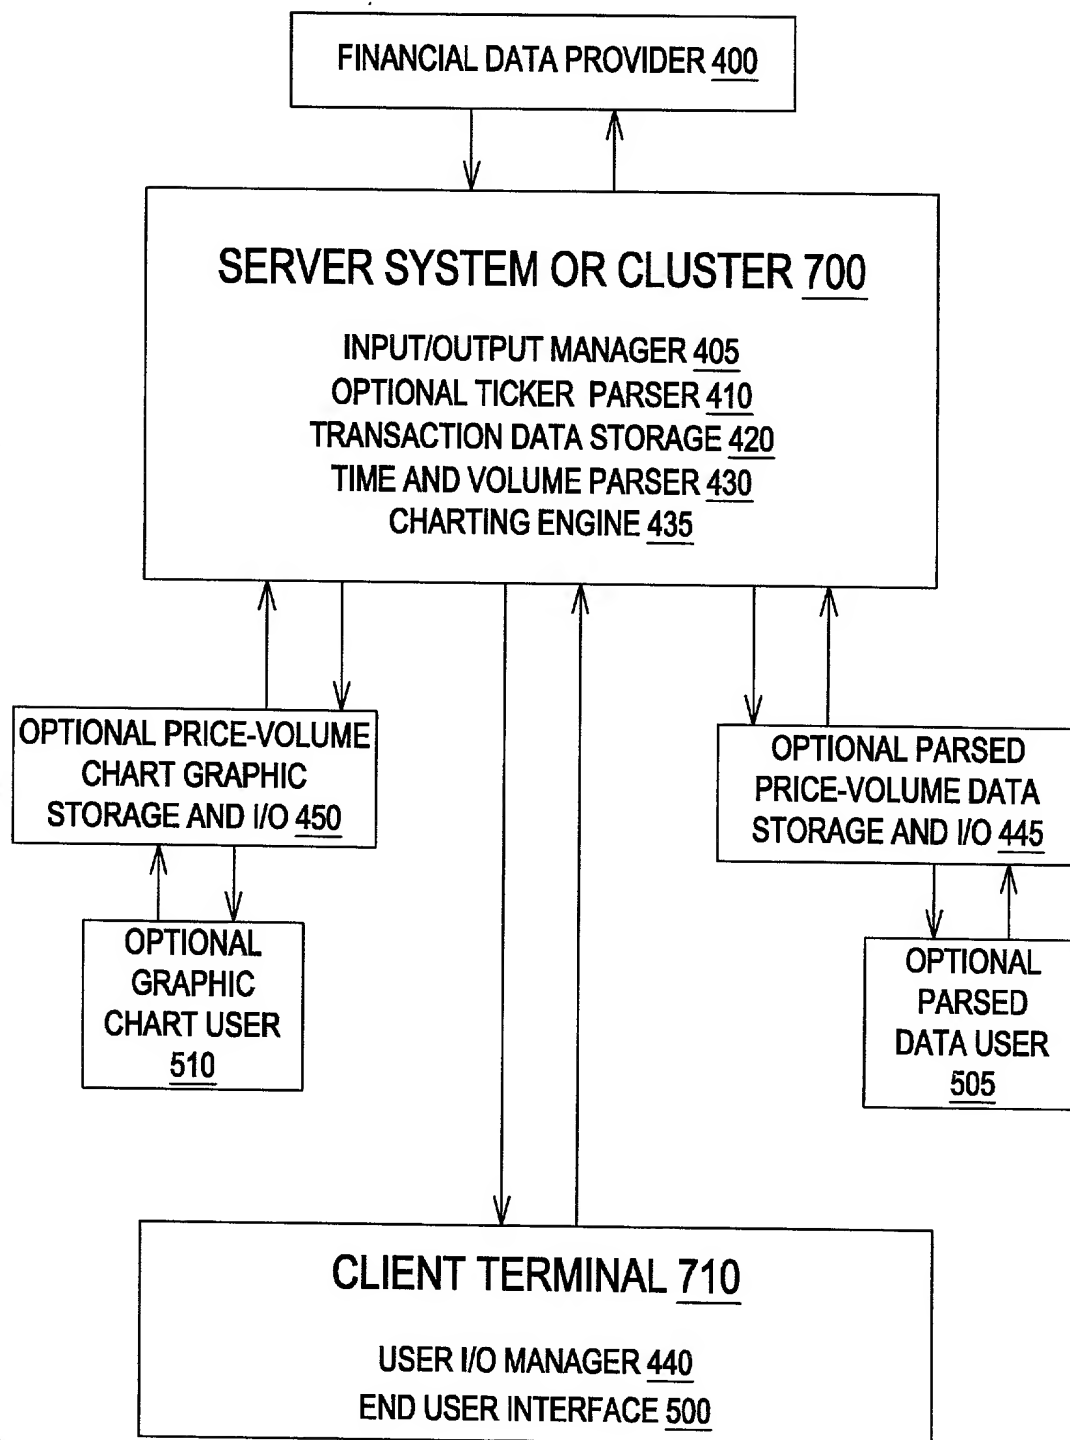 FINANCIAL DATA PROVIDER 400
SERVER SYSTEM OR CLUSTER 700
INPUT/OUTPUT MANAGER 405
OPTIONAL TICKER PARSER 410
TRANSACTION DATA STORAGE 420
TIME AND VOLUME PARSER 430
CHARTING ENGINE 435
OPTIONAL PRICE-VOLUME
CHART GRAPHIC
STORAGE AND I/O 450
OPTIONAL PARSED
PRICE-VOLUME DATA
STORAGE AND I/O 445
OPTIONAL
GRAPHIC
CHART USER
510
OPTIONAL
PARSED
DATA USER
505
CLIENT TERMINAL 710
USER I/O MANAGER 440
END USER INTERFACE 500